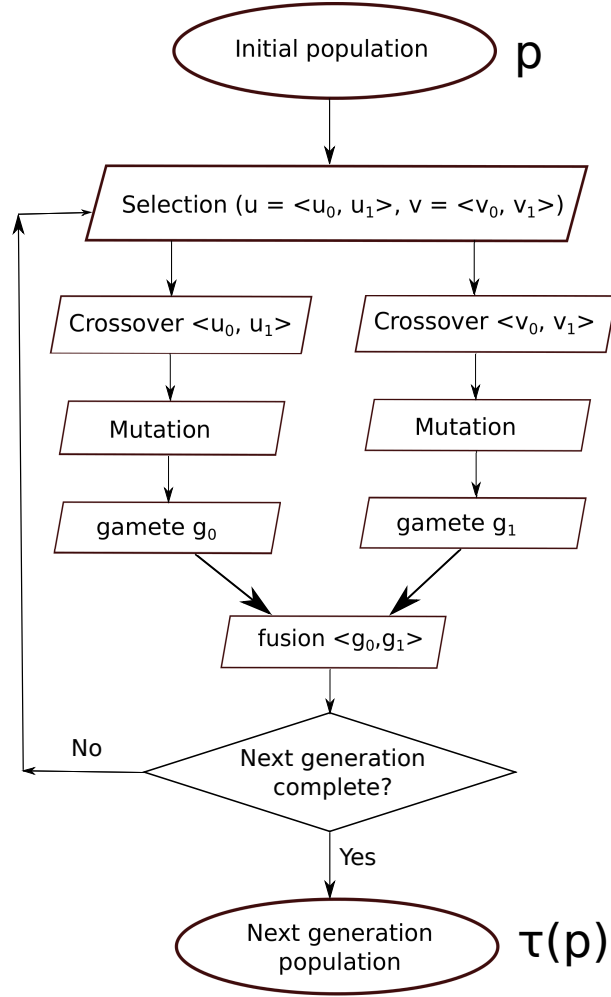 Initial population
p
Selection (u = <u₀, u₁>, v = <v₀, v₁>)
Crossover <u₀, u₁>
Crossover <v₀, v₁>
Mutation
Mutation
gamete g₀
gamete g₁
fusion <g₀,g₁>
Next generation
complete?
No
Yes
Next generation
population
τ(p)